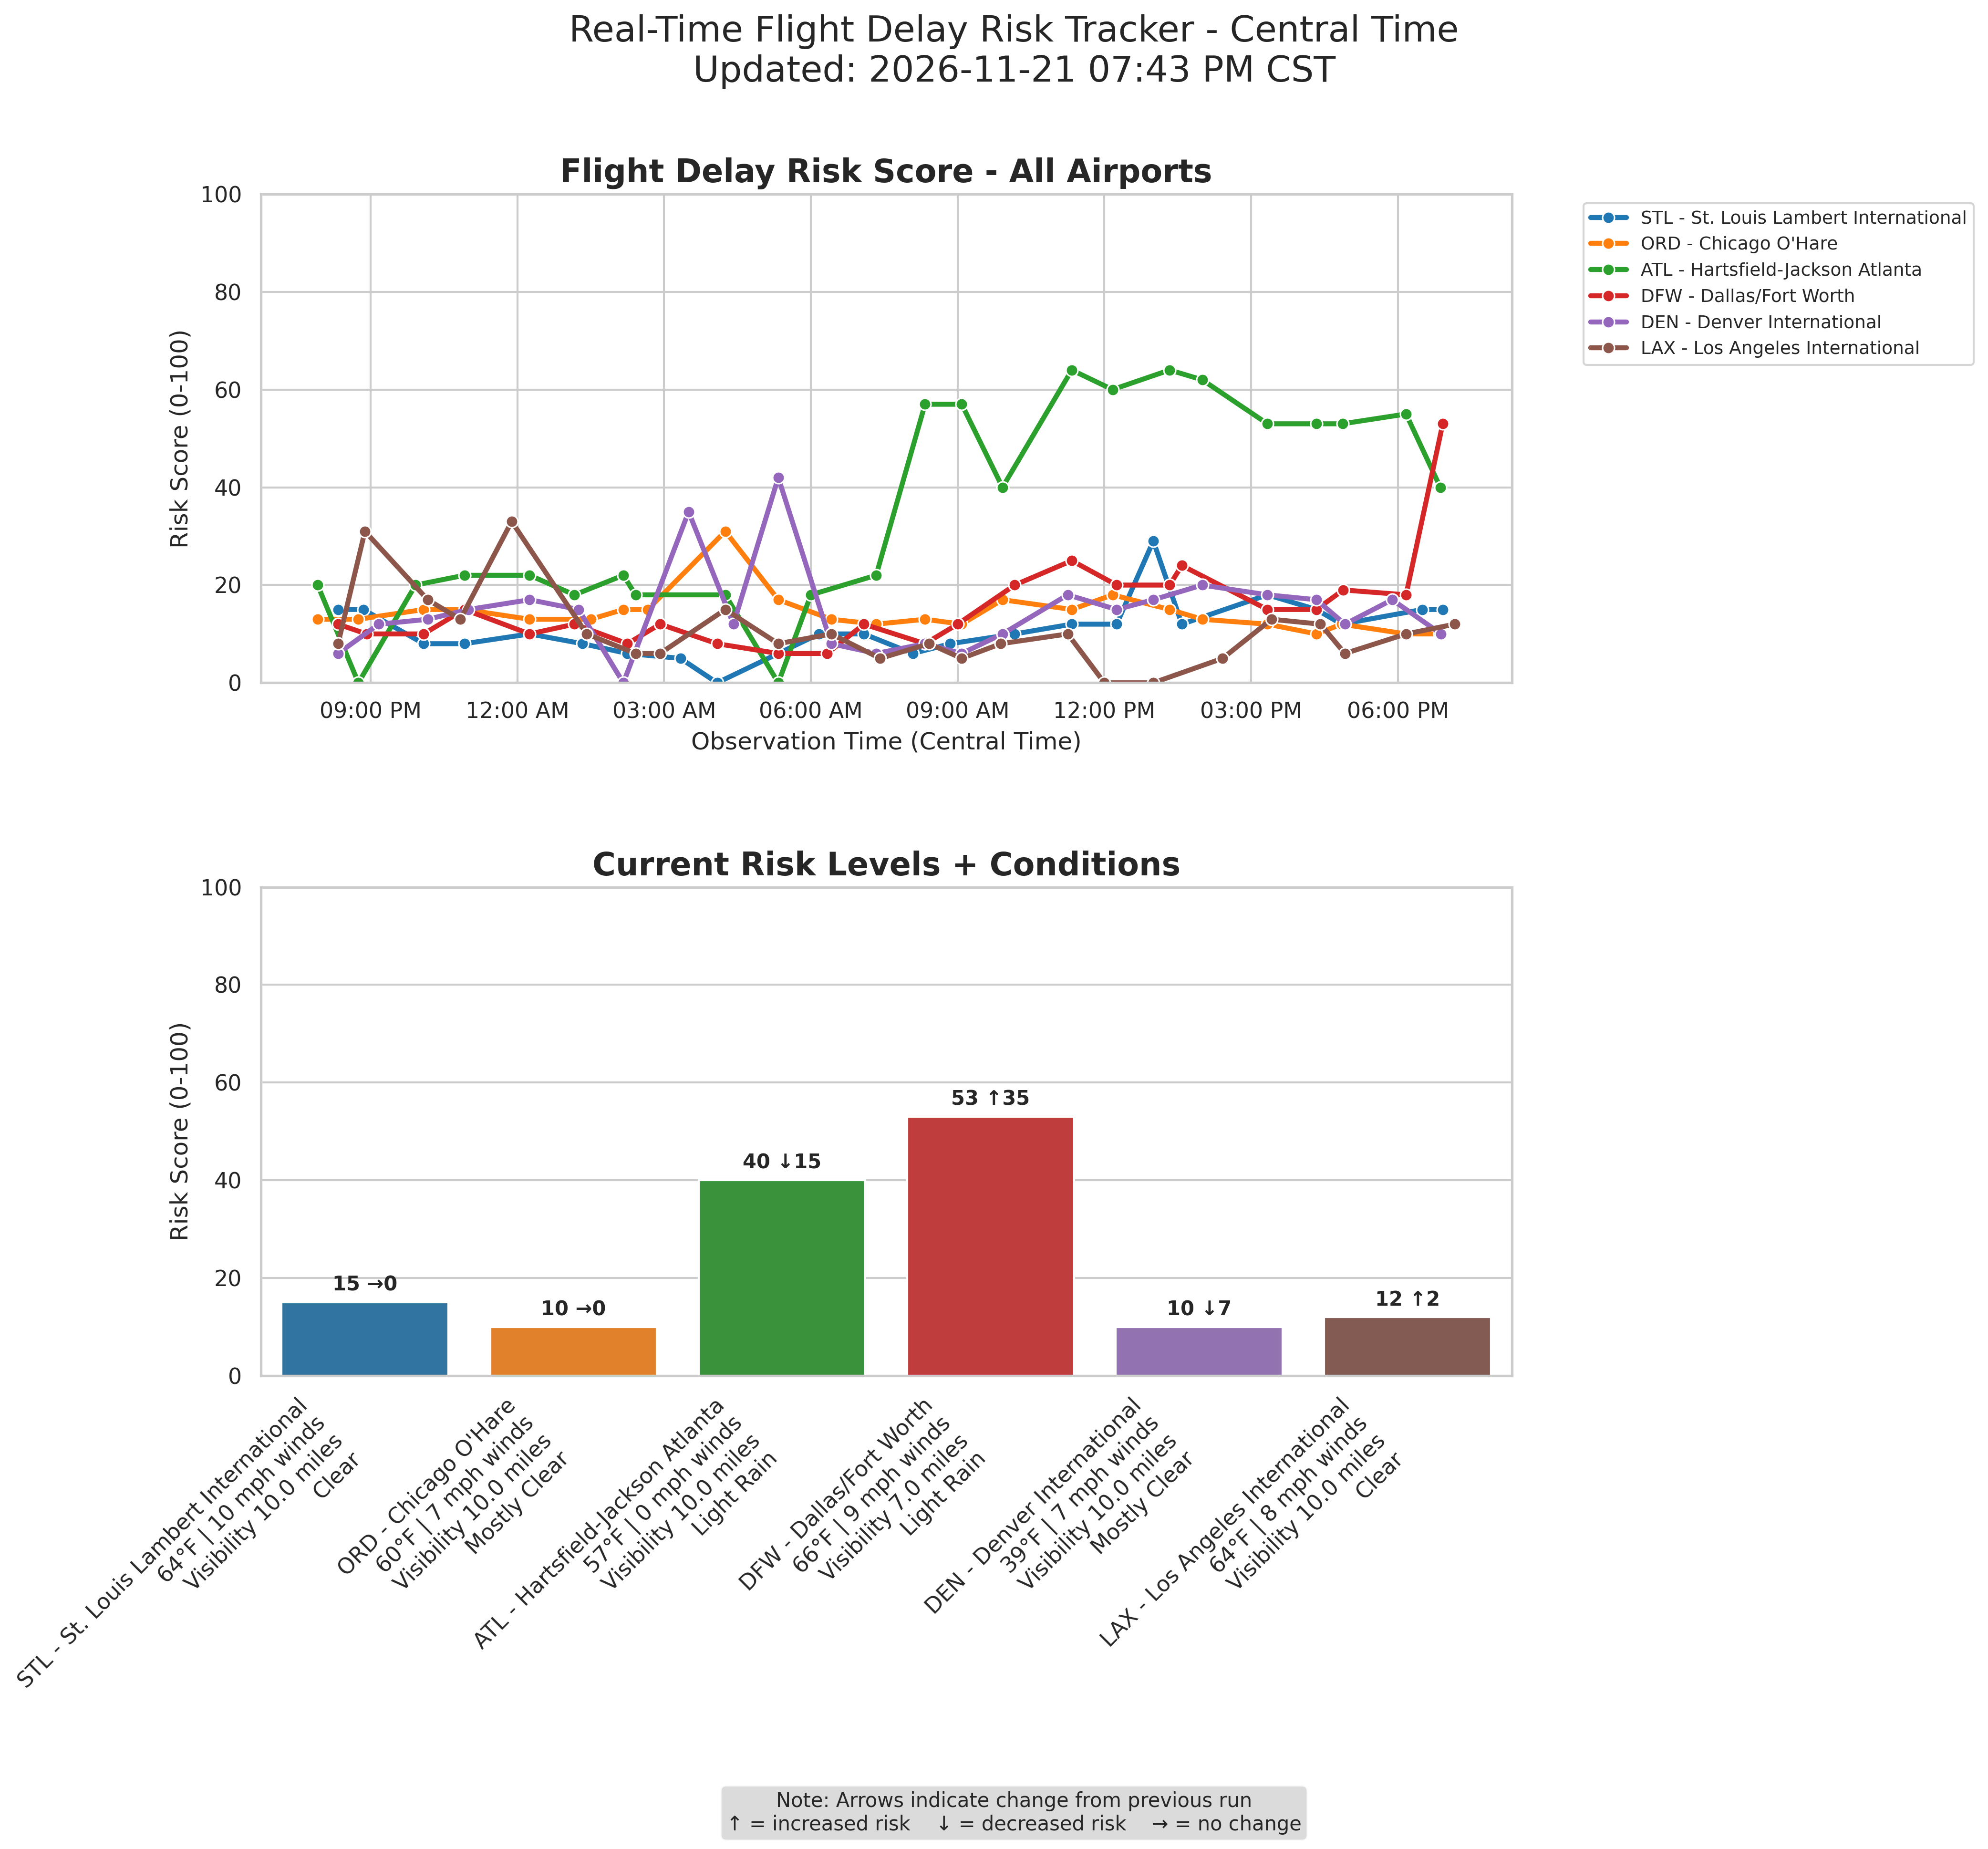 Real-Time Flight Delay Risk Tracker - Central Time
Updated: 2026-11-21 07:43 PM CST
Flight Delay Risk Score - All Airports
Risk Score (0-100)
100
80
60
40
20
0
09:00 PM
12:00 AM
03:00 AM
06:00 AM
09:00 AM
12:00 PM
03:00 PM
06:00 PM
Observation Time (Central Time)
STL - St. Louis Lambert International
ORD - Chicago O'Hare
ATL - Hartsfield-Jackson Atlanta
DFW - Dallas/Fort Worth
DEN - Denver International
LAX - Los Angeles International
Current Risk Levels + Conditions
Risk Score (0-100)
100
80
60
40
20
0
15 →0
10 →0
40 ↓15
53 ↑35
10 ↓7
12 ↑2
STL - St. Louis Lambert International
64°F | 10 mph winds
Visibility 10.0 miles
Clear
ORD - Chicago O'Hare
60°F | 7 mph winds
Visibility 10.0 miles
Mostly Clear
ATL - Hartsfield-Jackson Atlanta
57°F | 0 mph winds
Visibility 10.0 miles
Light Rain
DFW - Dallas/Fort Worth
66°F | 9 mph winds
Visibility 7.0 miles
Light Rain
DEN - Denver International
39°F | 7 mph winds
Visibility 10.0 miles
Mostly Clear
LAX - Los Angeles International
64°F | 8 mph winds
Visibility 10.0 miles
Clear
Note: Arrows indicate change from previous run
↑ = increased risk ↓ = decreased risk → = no change